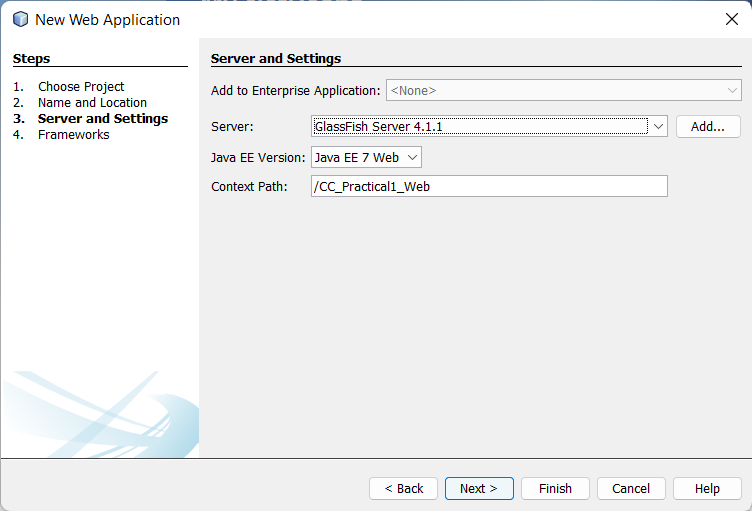 New Web Application
Steps
1. Choose Project
2. Name and Location
3. Server and Settings
4. Frameworks
Server and Settings
Add to Enterprise Application: <None>
Server: GlassFish Server 4.1.1 Add...
Java EE Version: Java EE 7 Web
Context Path: /CC_Practical1_Web
< Back Next > Finish Cancel Help